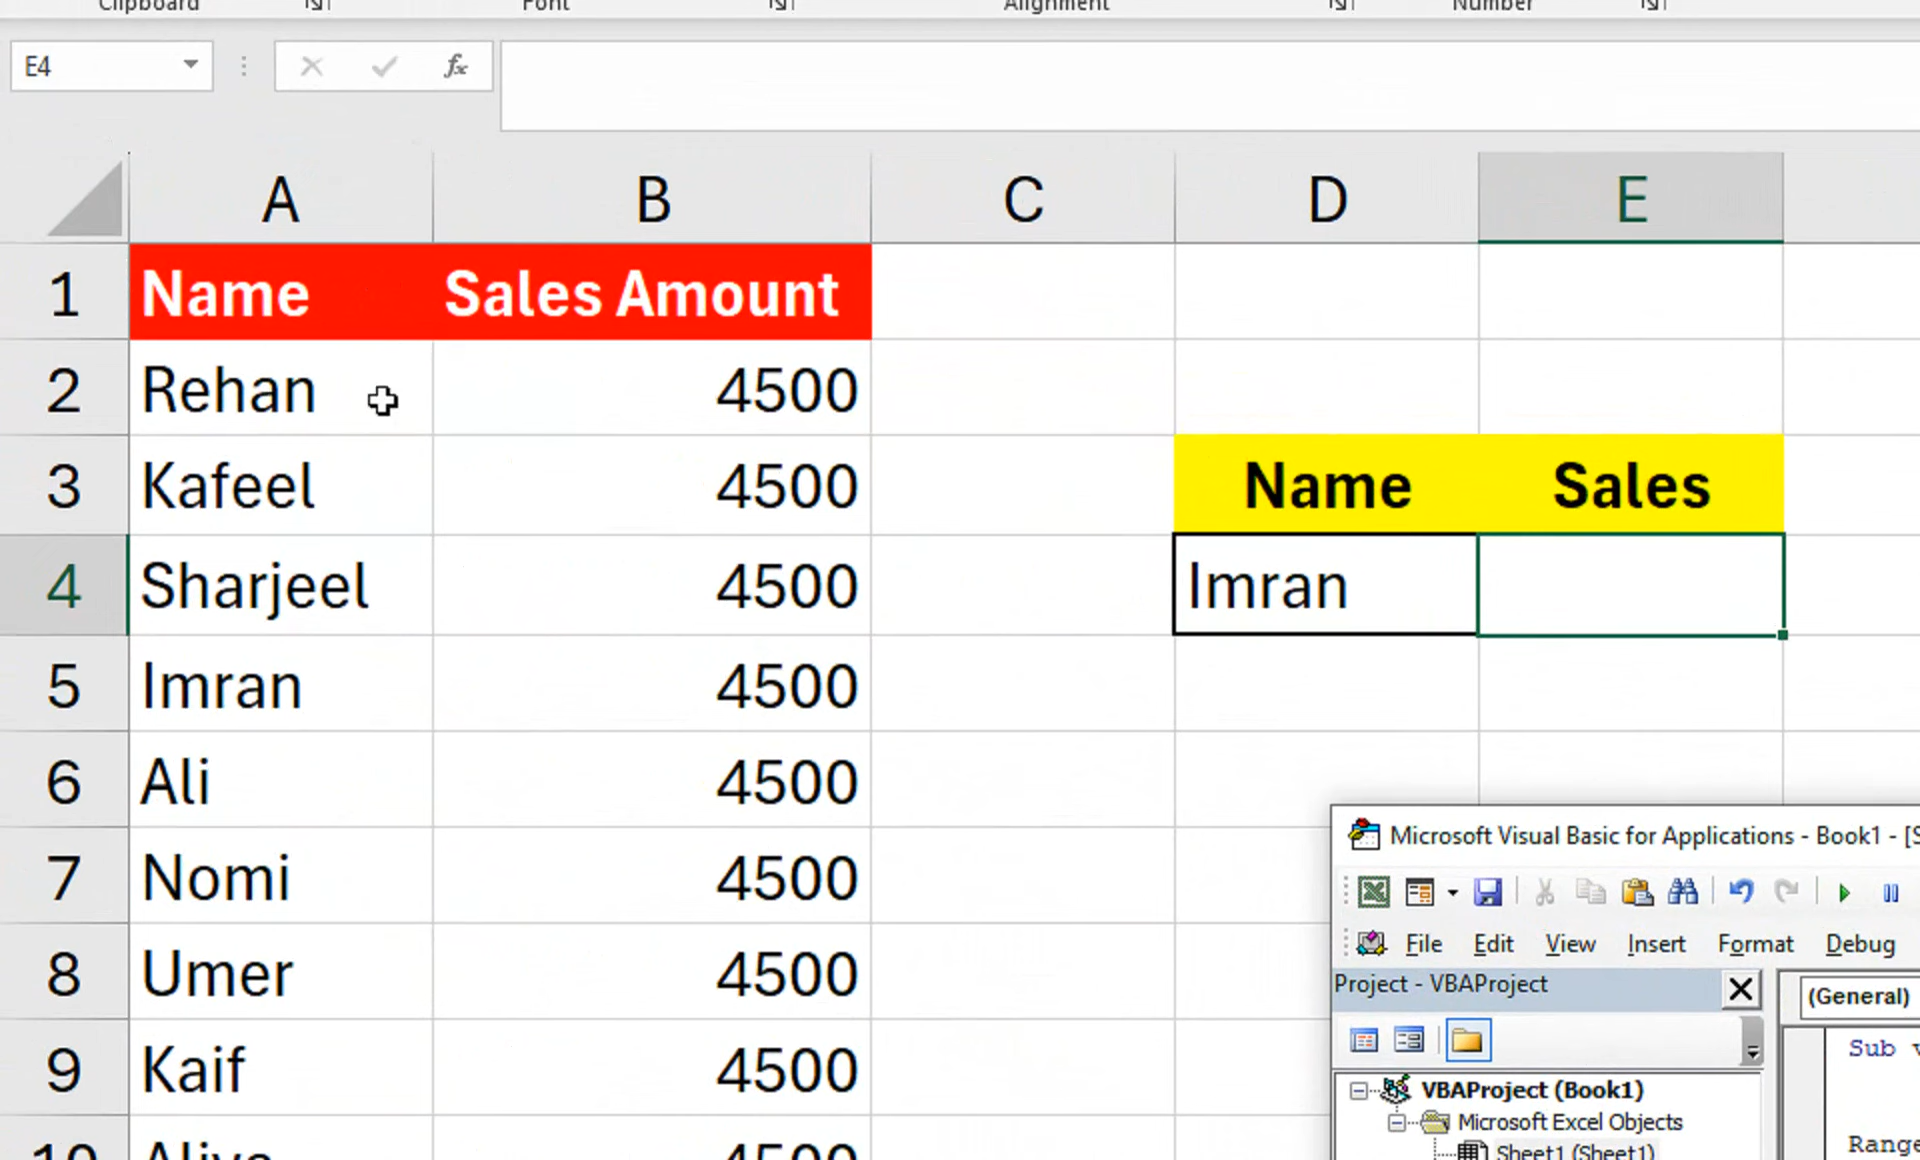 Clipboard Font Alignment Number
E4 fx
A B C D E
1 Name Sales Amount
2 Rehan 4500
3 Kafeel 4500 Name Sales
4 Sharjeel 4500 Imran
5 Imran 4500
6 Ali 4500
7 Nomi 4500
8 Umer 4500
9 Kaif 4500
10 4500
Microsoft Visual Basic for Applications - Book1 - [S
File Edit View Insert Format Debug
Project - VBAProject
(General)
Sub v
VBAProject (Book1)
Microsoft Excel Objects
Sheet1 (Sheet1)
Range